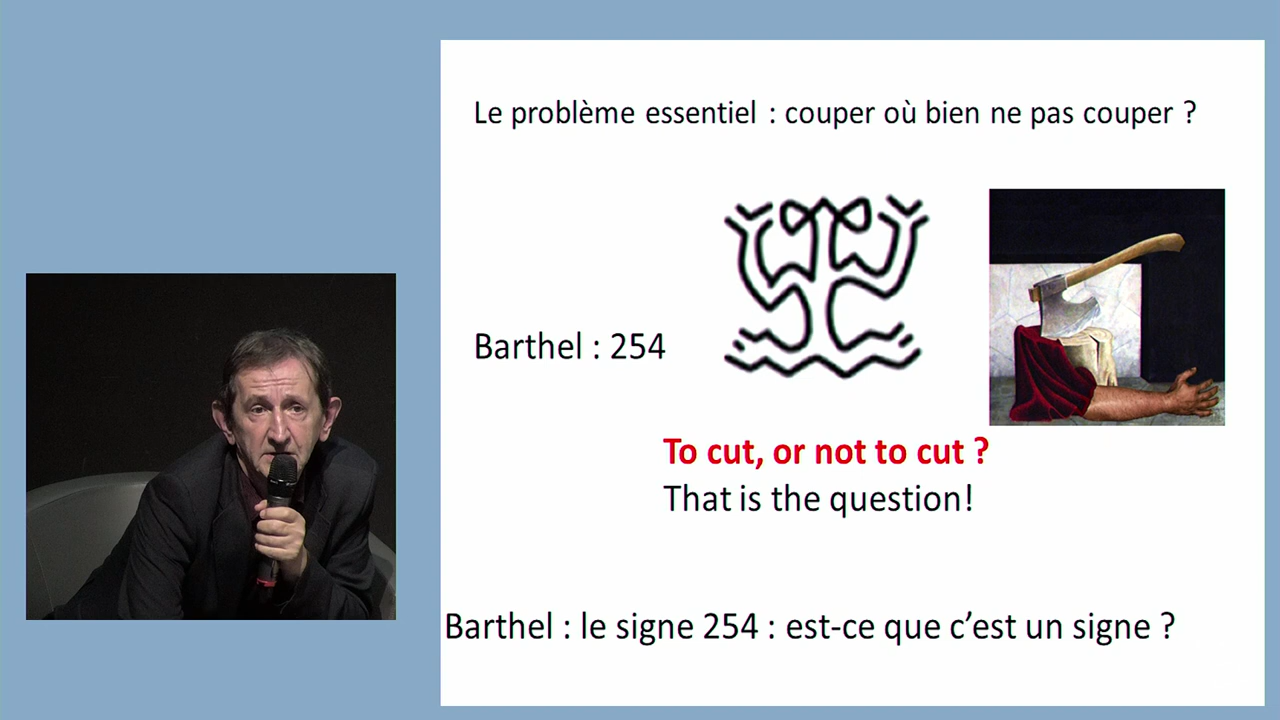 Le problème essentiel : couper où bien ne pas couper ?
Barthel : 254
To cut, or not to cut ?
That is the question!
Barthel : le signe 254 : est-ce que c’est un signe ?